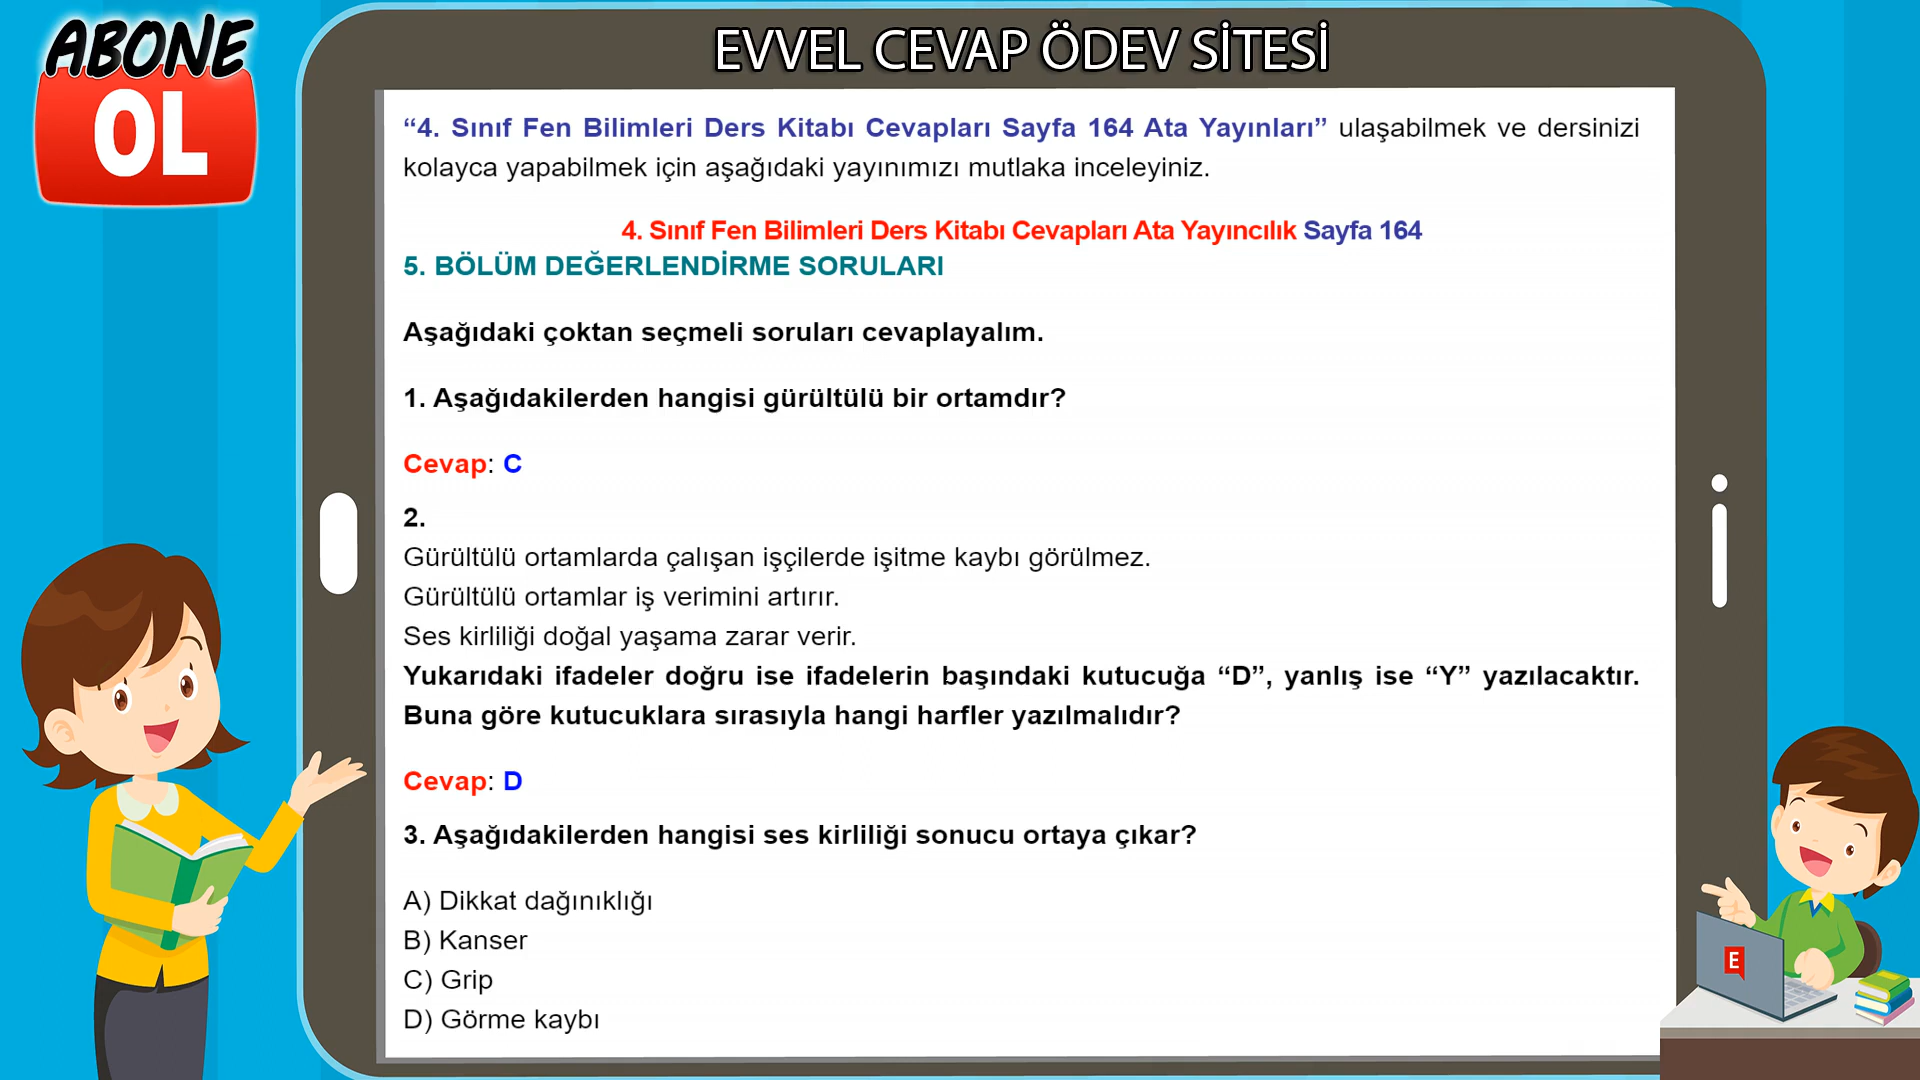 ABONE
OL
EVVEL CEVAP ÖDEV SİTESİ
“4. Sınıf Fen Bilimleri Ders Kitabı Cevapları Sayfa 164 Ata Yayınları” ulaşabilmek ve dersinizi
kolayca yapabilmek için aşağıdaki yayınımızı mutlaka inceleyiniz.
4. Sınıf Fen Bilimleri Ders Kitabı Cevapları Ata Yayıncılık Sayfa 164
5. BÖLÜM DEĞERLENDİRME SORULARI
Aşağıdaki çoktan seçmeli soruları cevaplayalım.
1. Aşağıdakilerden hangisi gürültülü bir ortamdır?
Cevap: C
2.
Gürültülü ortamlarda çalışan işçilerde işitme kaybı görülmez.
Gürültülü ortamlar iş verimini artırır.
Ses kirliliği doğal yaşama zarar verir.
Yukarıdaki ifadeler doğru ise ifadelerin başındaki kutucuğa “D”, yanlış ise “Y” yazılacaktır.
Buna göre kutucuklara sırasıyla hangi harfler yazılmalıdır?
Cevap: D
3. Aşağıdakilerden hangisi ses kirliliği sonucu ortaya çıkar?
A) Dikkat dağınıklığı
B) Kanser
C) Grip
D) Görme kaybı
E